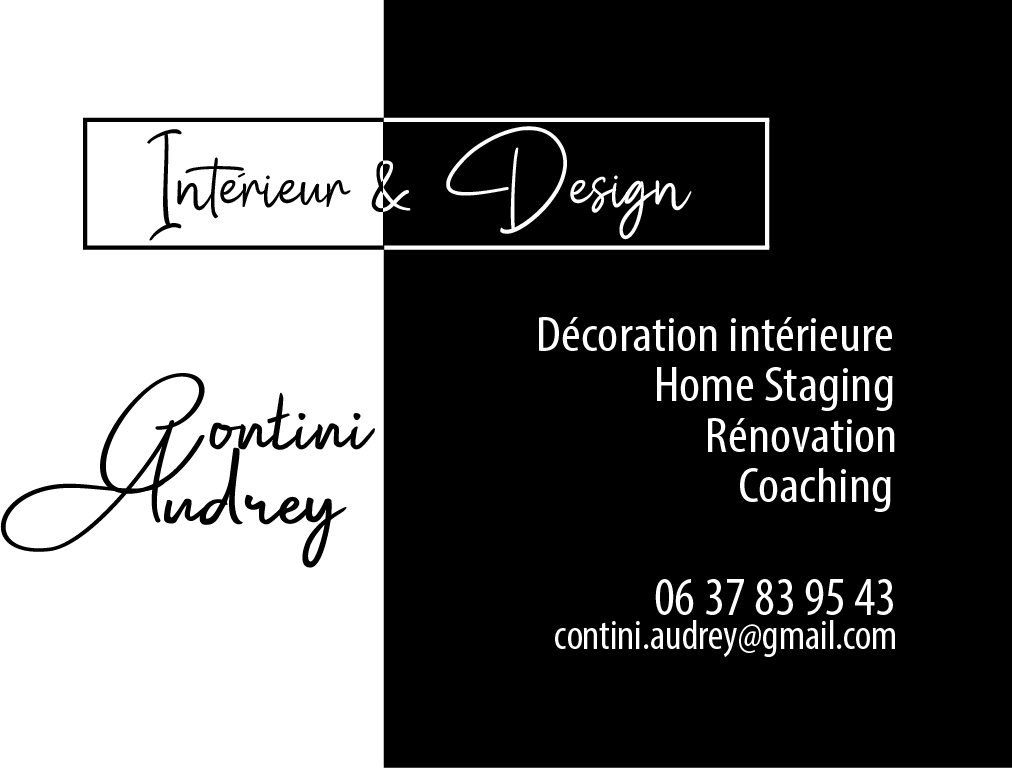 Intérieur & Design
Contini
Audrey
Décoration intérieure
Home Staging
Rénovation
Coaching
06 37 83 95 43
contini.audrey@gmail.com